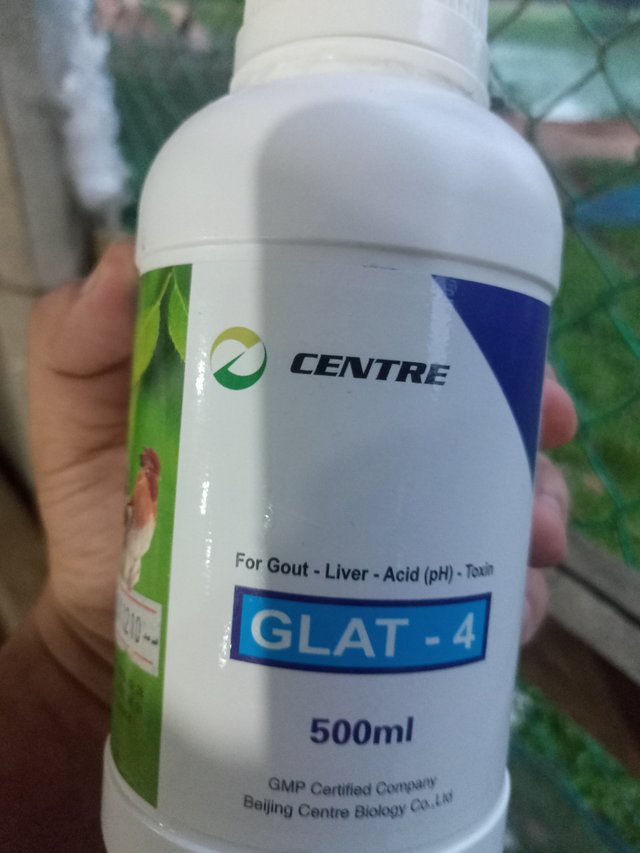 CENTRE
For Gout - Liver - Acid (pH) - Toxin
GLAT - 4
500ml
GMP Certified Company
Beijing Centre Biology Co.,Ltd